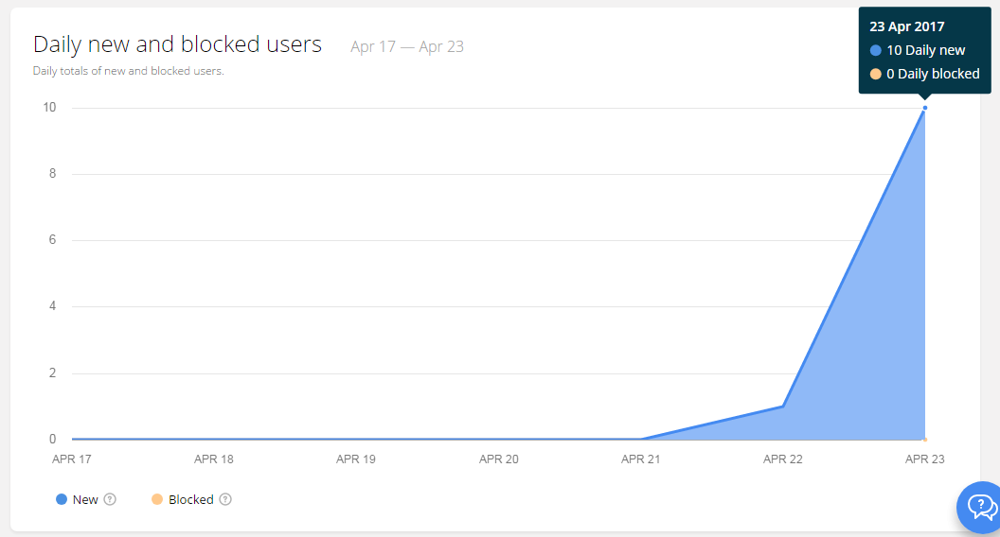 Daily new and blocked users Apr 17 — Apr 23
Daily totals of new and blocked users.
23 Apr 2017
10 Daily new
0 Daily blocked
10
8
6
4
2
0
APR 17 APR 18 APR 19 APR 20 APR 21 APR 22 APR 23
New ? Blocked ?
?